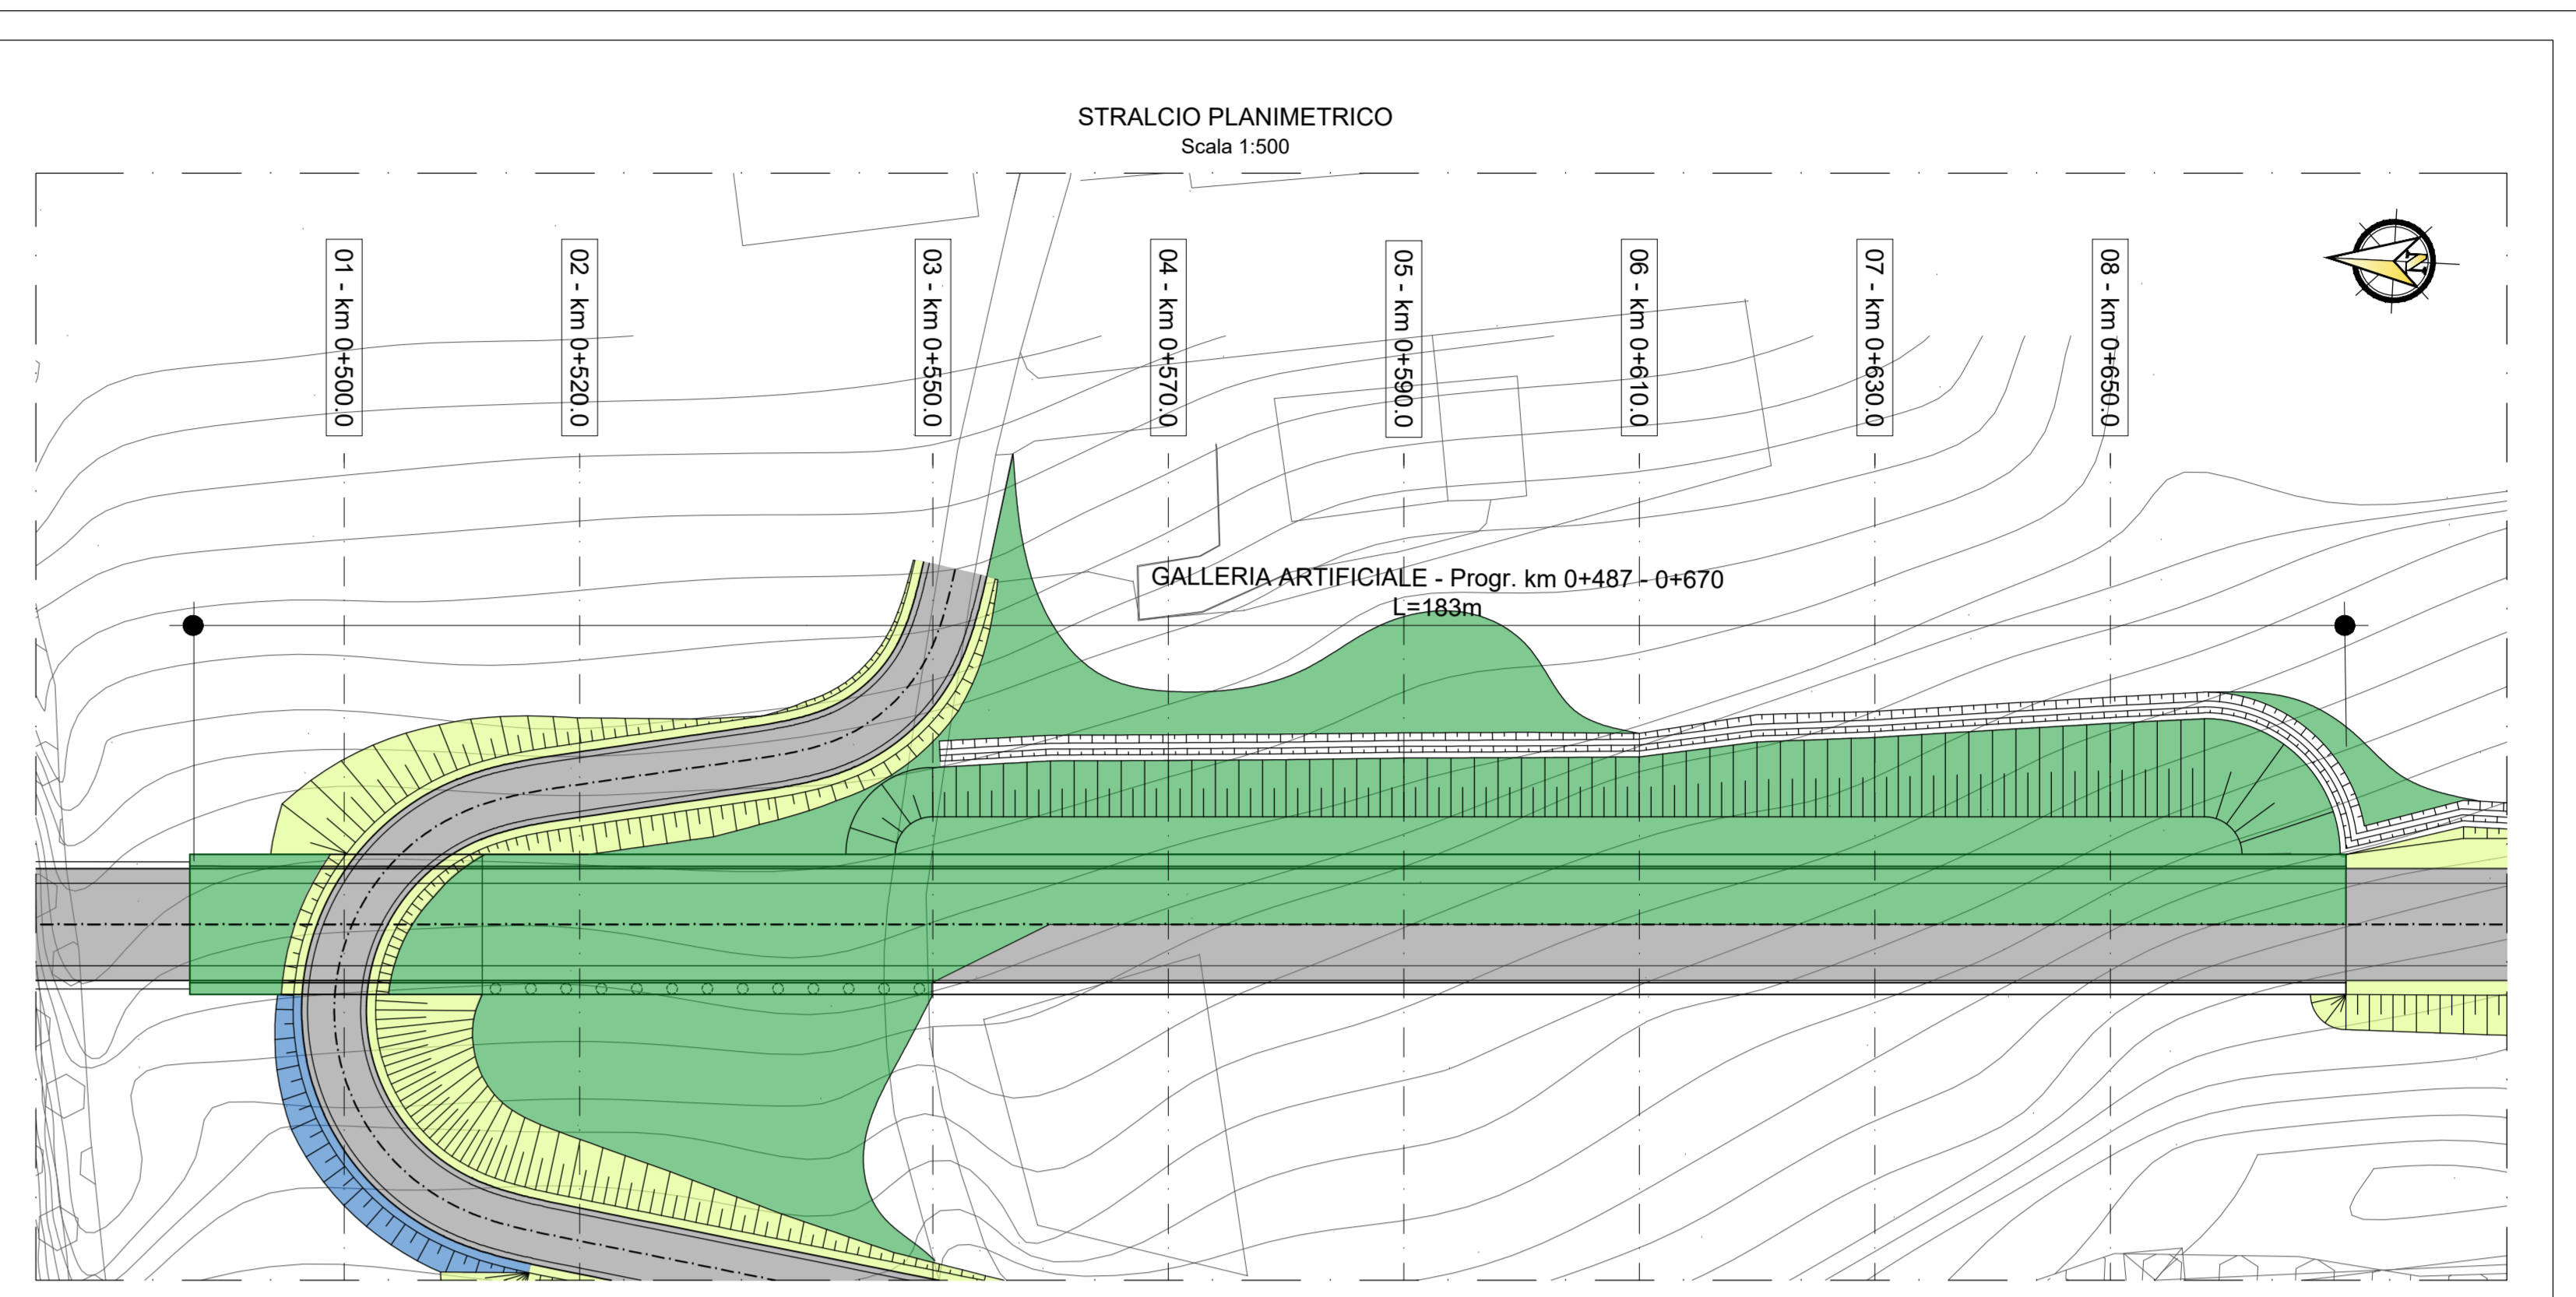 STRALCIO PLANIMETRICO
Scala 1:500
01 - km 0+500.0
02 - km 0+520.0
03 - km 0+550.0
04 - km 0+570.0
05 - km 0+590.0
06 - km 0+610.0
07 - km 0+630.0
08 - km 0+650.0
N
GALLERIA ARTIFICIALE - Progr. km 0+487 - 0+670
L=183m